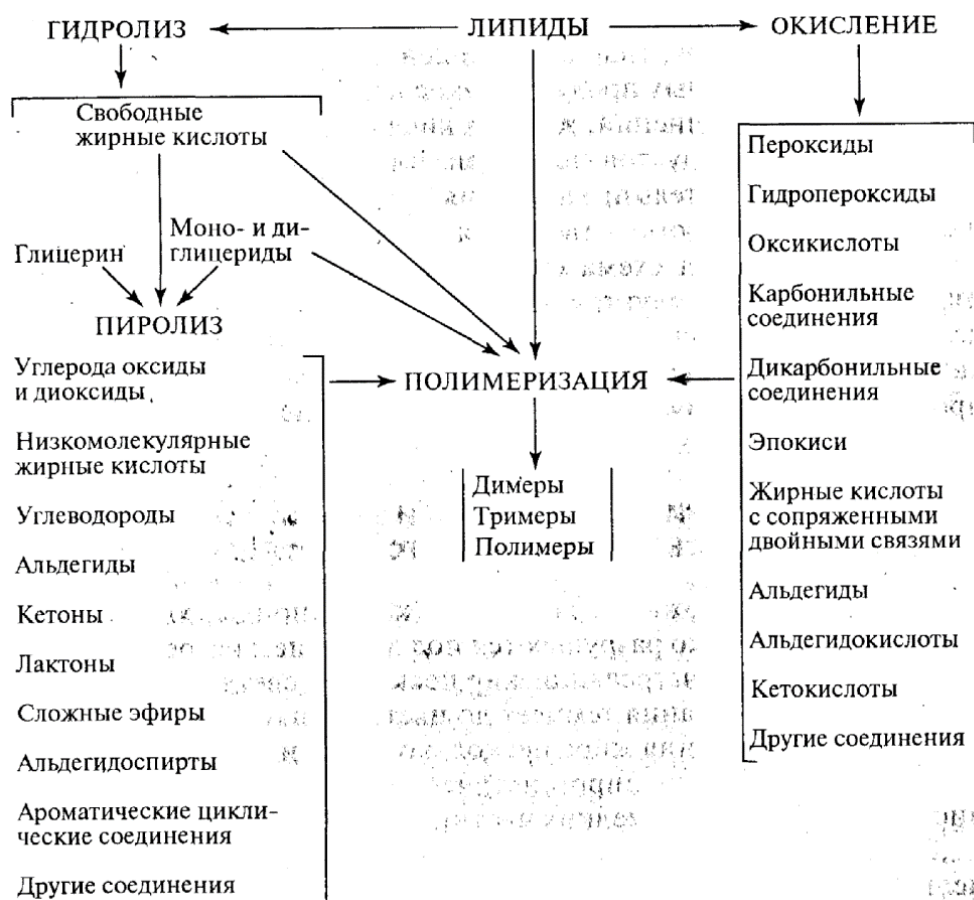 ГИДРОЛИЗ
ЛИПИДЫ
ОКИСЛЕНИЕ
Свободные
жирные кислоты
Глицерин
Моно- и ди-
глицериды
ПИРОЛИЗ
Углерода оксиды
и диоксиды
Низкомолекулярные
жирные кислоты
Углеводороды
Альдегиды
Кетоны
Лактоны
Сложные эфиры
Альдегидоспирты
Ароматические цикли-
ческие соединения
Другие соединения
ПОЛИМЕРИЗАЦИЯ
Димеры
Тримеры
Полимеры
Пероксиды
Гидропероксиды
Оксикислоты
Карбонильные
соединения
Дикарбонильные
соединения
Эпокиси
Жирные кислоты
с сопряженными
двойными связями
Альдегиды
Альдегидокислоты
Кетокислоты
Другие соединения